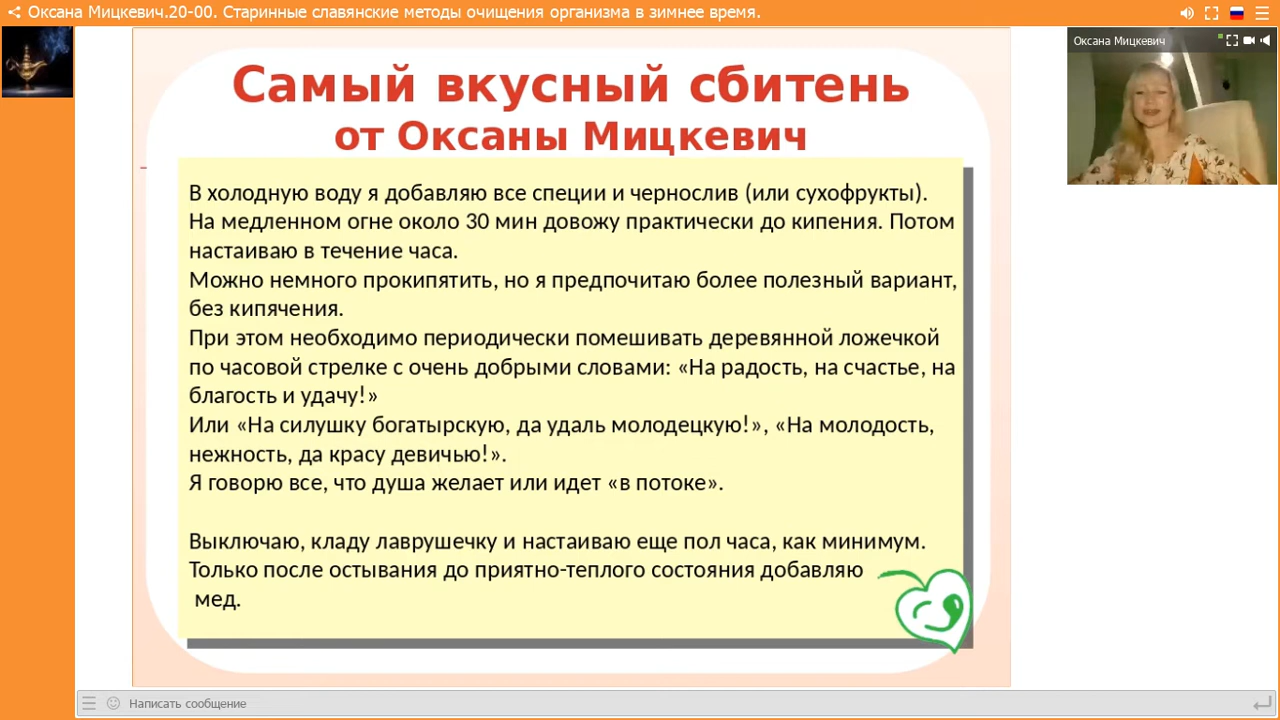 Оксана Мицкевич.20-00. Старинные славянские методы очищения организма в зимнее время.
Оксана Мицкевич
Самый вкусный сбитень
от Оксаны Мицкевич
В холодную воду я добавляю все специи и чернослив (или сухофрукты).
На медленном огне около 30 мин довожу практически до кипения. Потом
настаиваю в течение часа.
Можно немного прокипятить, но я предпочитаю более полезный вариант,
без кипячения.
При этом необходимо периодически помешивать деревянной ложечкой
по часовой стрелке с очень добрыми словами: «На радость, на счастье, на
благость и удачу!»
Или «На силушку богатырскую, да удаль молодецкую!», «На молодость,
нежность, да красу девичью!».
Я говорю все, что душа желает или идет «в потоке».
Выключаю, кладу лаврушечку и настаиваю еще пол часа, как минимум.
Только после остывания до приятно-теплого состояния добавляю
мед.
Написать сообщение